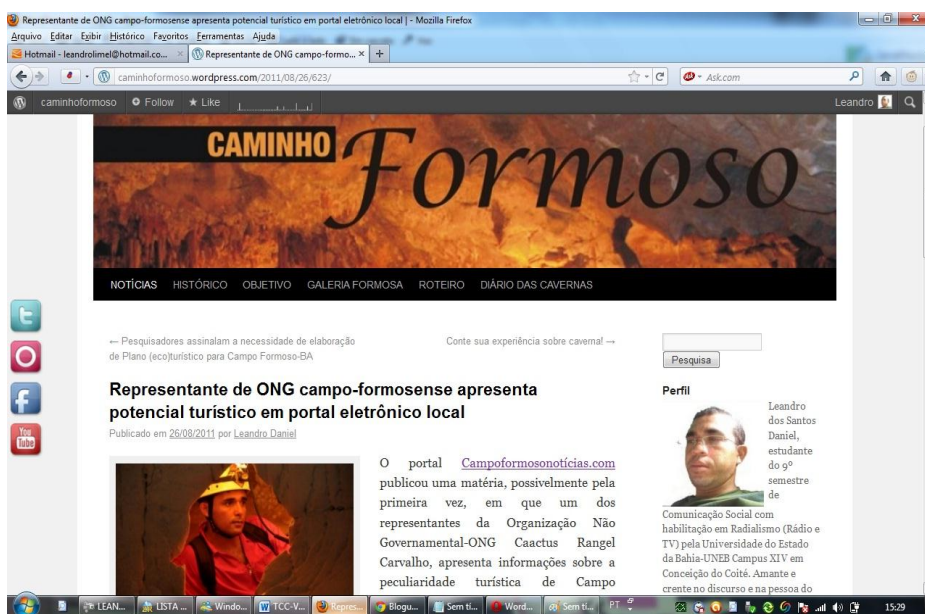 Representante de ONG campo-formosense apresenta potencial turístico em portal eletrônico local | - Mozilla Firefox
Arquivo Editar Exibir Histórico Favoritos Ferramentas Ajuda
Hotmail - leandrolimel@hotmail.co... Representante de ONG campo-formo...
caminhoformoso.wordpress.com/2011/08/26/623/ Ask.com
caminhoformoso Follow Like Leandro
CAMINHO
Formoso
NOTÍCIAS HISTÓRICO OBJETIVO GALERIA FORMOSA ROTEIRO DIÁRIO DAS CAVERNAS
← Pesquisadores assinalam a necessidade de elaboração
de Plano (eco)turístico para Campo Formoso-BA
Conte sua experiência sobre caverna! →
Pesquisa
Representante de ONG campo-formosense apresenta
potencial turístico em portal eletrônico local
Publicado em 26/08/2011 por Leandro Daniel
O portal Campoformosonotícias.com
publicou uma matéria, possivelmente pela
primeira vez, em que um dos
representantes da Organização Não
Governamental-ONG Caactus Rangel
Carvalho, apresenta informações sobre a
peculiaridade turística de Campo
Perfil
Leandro
dos Santos
Daniel,
estudante
do 9º
semestre
de
Comunicação Social com
habilitação em Radialismo (Rádio e
TV) pela Universidade do Estado
da Bahia-UNEB Campus XIV em
Conceição do Coité. Amante e
crente no discurso e na pessoa do
You
Tube
LEAN... LISTA ... Windo... TCC-V... Repres... Blogu... Sem tí... Word... Sem tí... PT 15:29